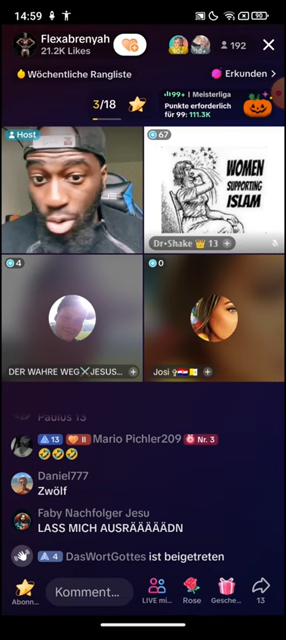 14:59
90
Flexabrenyah
21.2K Likes
192
Wöchentliche Rangliste
Erkunden >
3/18
99+ | Meisterliga
Punkte erforderlich
für 99: 111.3K
Host
67
WOMEN
SUPPORTING
ISLAM
Dr•Shake 👑 13 +
4
0
DER WAHRE WEG⚔JESUS... +
Josi
Paulus 13
13 II Mario Pichler209 Nr. 3
🤣🤣🤣
Daniel777
Zwölf
Faby Nachfolger Jesu
LASS MICH AUSRÄÄÄÄÄDN
4 DasWortGottes ist beigetreten
Komment...
Abonn...
LIVE mi...
Rose
Gesche...
13